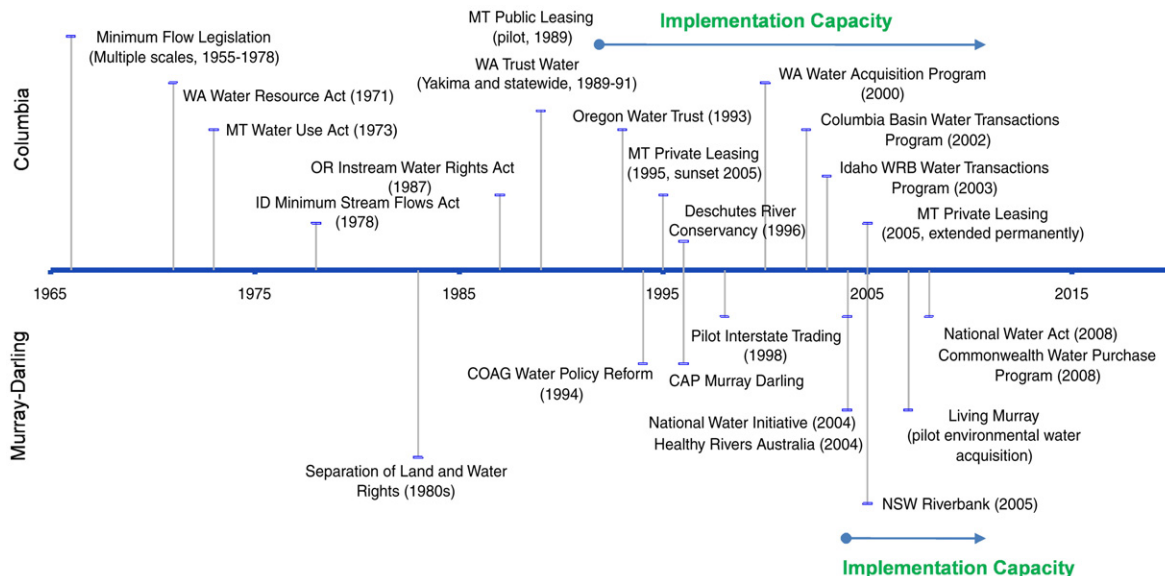 Implementation Capacity
MT Public Leasing
(pilot, 1989)
Minimum Flow Legislation
(Multiple scales, 1955-1978)
WA Trust Water
(Yakima and statewide, 1989-91)
WA Water Acquisition Program
(2000)
WA Water Resource Act (1971)
Oregon Water Trust (1993)
Columbia Basin Water Transactions
Program (2002)
MT Water Use Act (1973)
MT Private Leasing
(1995, sunset 2005)
Idaho WRB Water Transactions
Program (2003)
OR Instream Water Rights Act
(1987)
ID Minimum Stream Flows Act
(1978)
Deschutes River
Conservancy (1996)
MT Private Leasing
(2005, extended permanently)
Columbia
1965 1975 1985 1995 2005 2015
Murray-Darling
Pilot Interstate Trading
(1998)
National Water Act (2008)
Commonwealth Water Purchase
Program (2008)
COAG Water Policy Reform
(1994)
CAP Murray Darling
National Water Initiative (2004)
Healthy Rivers Australia (2004)
Living Murray
(pilot environmental water
acquisition)
Separation of Land and Water
Rights (1980s)
NSW Riverbank (2005)
Implementation Capacity